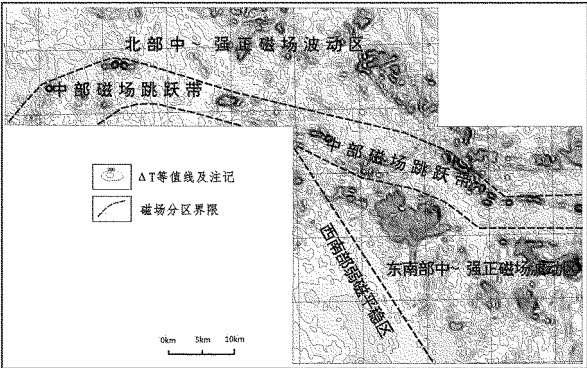 北部中~强正磁场波动区
中部磁场跳跃带
中部磁场跳跃带
ΔT等值线及注记
磁场分区界限
西南部弱磁平稳区
东南部中~强正磁场波动区
0km 5km 10km